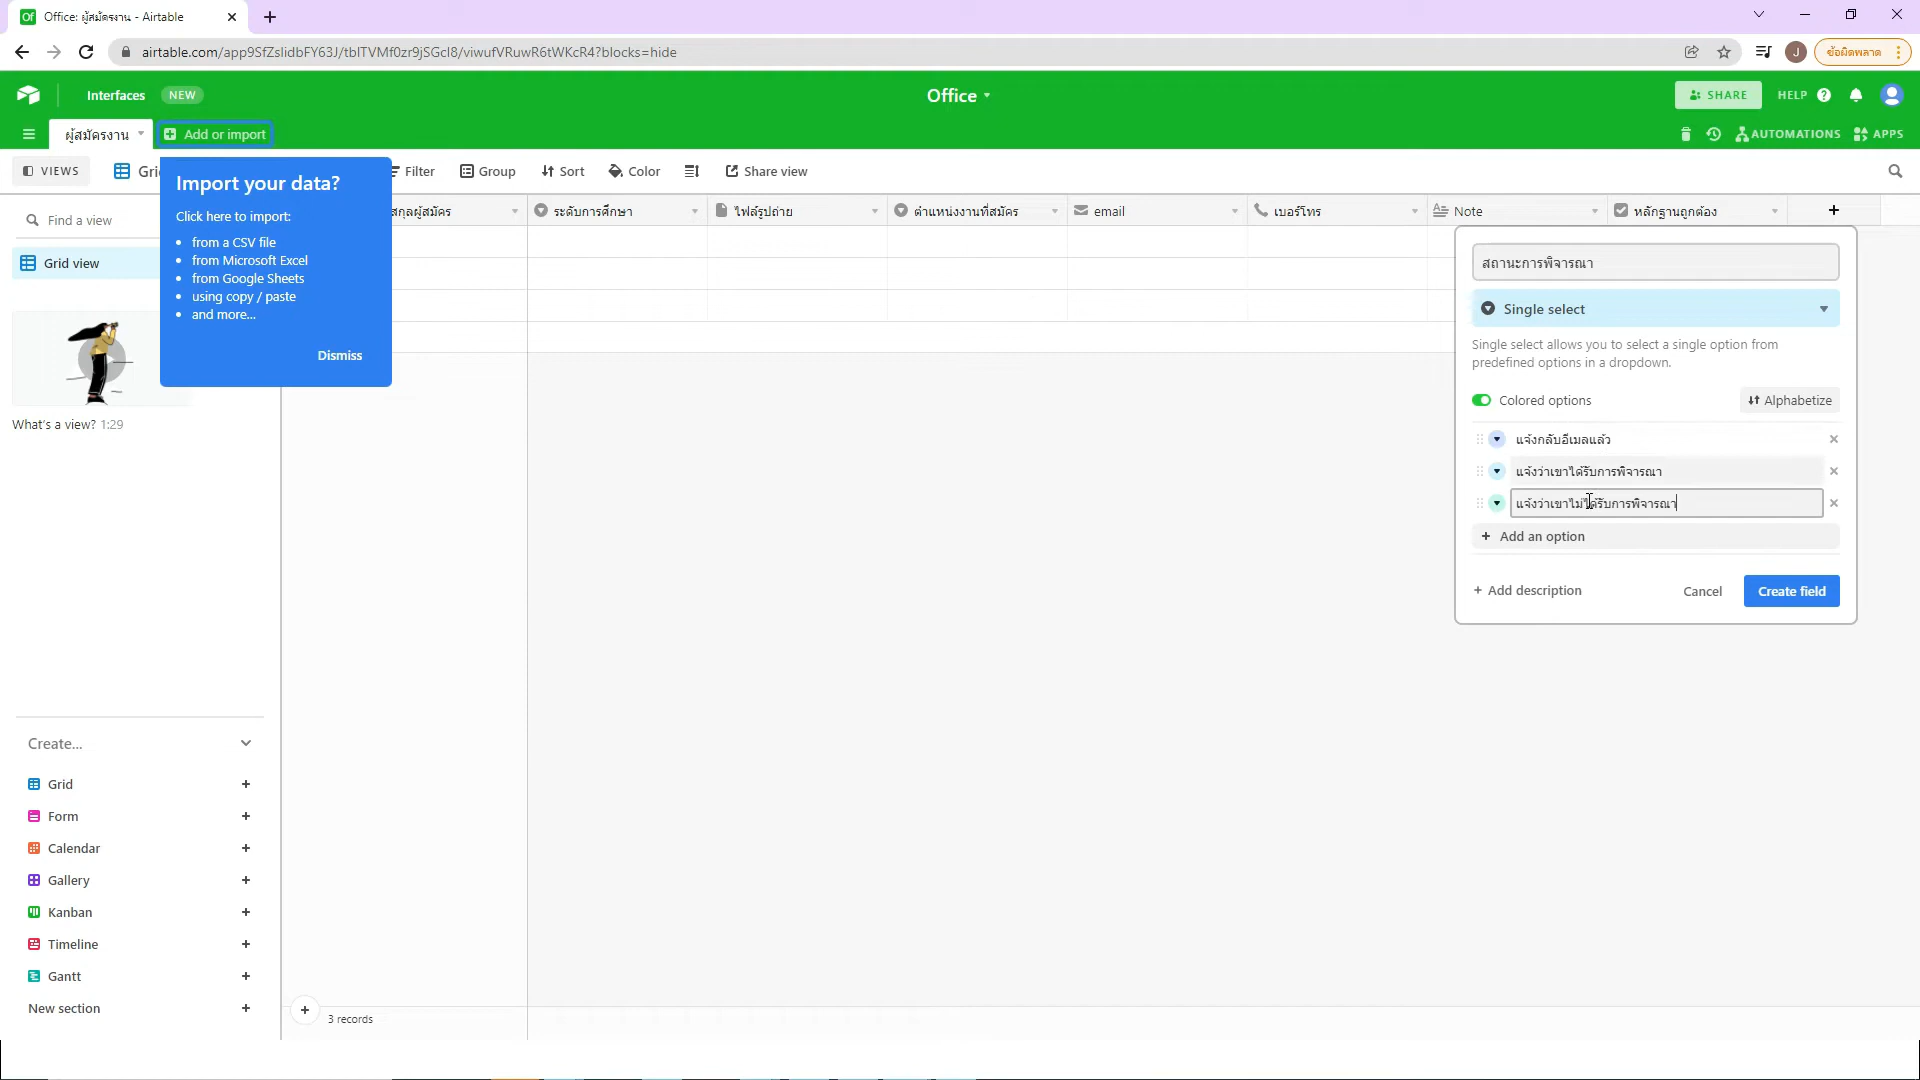 Office: ผู้สมัครงาน - Airtable
airtable.com/app9SfZslidbFY63J/tblTVMf0zr9jSGcI8/viwufVRuwR6tWKcR4?blocks=hide
J
ข้อผิดพลาด
Interfaces NEW
Office
SHARE
HELP
ผู้สมัครงาน
Add or import
AUTOMATIONS
APPS
VIEWS
Filter
Group
Sort
Color
Share view
Import your data?
Click here to import:
• from a CSV file
• from Microsoft Excel
• from Google Sheets
• using copy / paste
• and more...
Dismiss
Find a view
Grid view
What's a view? 1:29
สกุลผู้สมัคร
ระดับการศึกษา
ไฟล์รูปถ่าย
ตำแหน่งงานที่สมัคร
email
เบอร์โทร
Note
หลักฐานถูกต้อง
สถานะการพิจารณา
Single select
Single select allows you to select a single option from
predefined options in a dropdown.
Colored options
Alphabetize
แจ้งกลับอีเมลแล้ว
แจ้งว่าเขาได้รับการพิจารณา
แจ้งว่าเขาไม่ได้รับการพิจารณา
+ Add an option
+ Add description
Cancel
Create field
Create...
Grid
Form
Calendar
Gallery
Kanban
Timeline
Gantt
New section
3 records